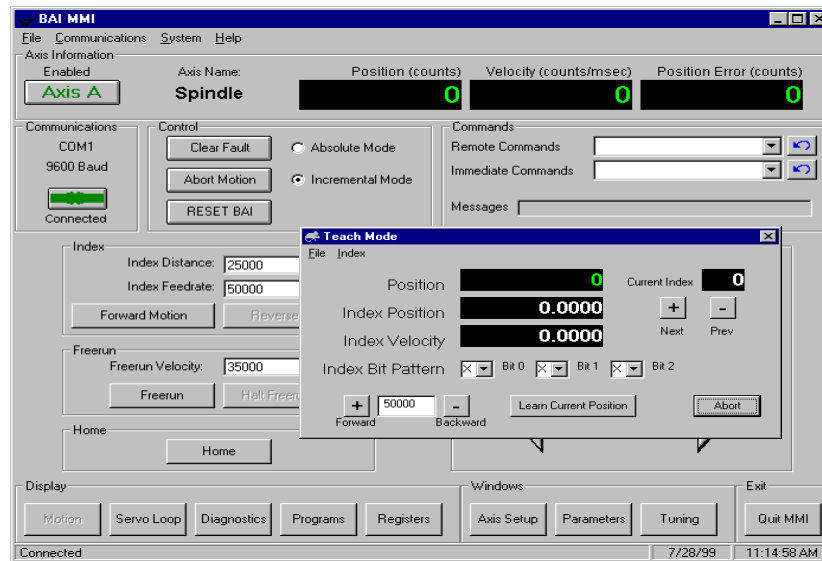 BAI MMI
File Communications System Help
Axis Information
Enabled Axis Name: Position (counts) Velocity (counts/msec) Position Error (counts)
Axis A Spindle 0 0 0
Communications Control Commands
COM1 Clear Fault Absolute Mode Remote Commands
9600 Baud Abort Motion Incremental Mode Immediate Commands
Connected RESET BAI Messages
Index
Index Distance: 25000
Index Feedrate: 50000
Forward Motion Reverse
Freerun
Freerun Velocity: 35000
Freerun Halt Freerun
Home
Home
Teach Mode
File Index
Position 0 Current Index 0
Index Position 0.0000 + -
Index Velocity 0.0000 Next Prev
Index Bit Pattern X Bit 0 X Bit 1 X Bit 2
+ 50000 - Learn Current Position Abort
Forward Backward
Display Windows Exit
Motion Servo Loop Diagnostics Programs Registers Axis Setup Parameters Tuning Quit MMI
Connected 7/28/99 11:14:58 AM